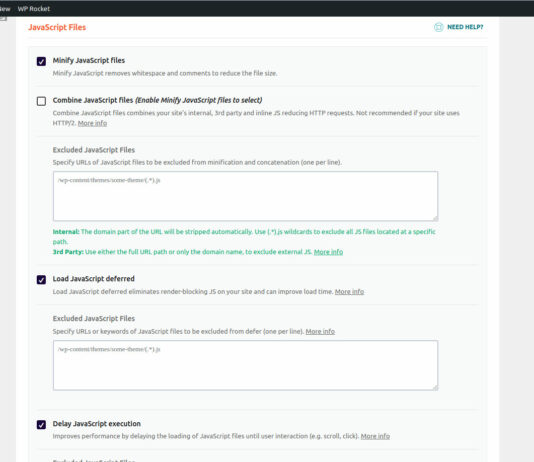 New WP Rocket
JavaScript Files
NEED HELP?
Minify JavaScript files
Minify JavaScript removes whitespace and comments to reduce the file size.
Combine JavaScript files (Enable Minify JavaScript files to select)
Combine JavaScript files combines your site's internal, 3rd party and inline JS reducing HTTP requests. Not recommended if your site uses
HTTP/2. More info
Excluded JavaScript Files
Specify URLs of JavaScript files to be excluded from minification and concatenation (one per line).
/wp-content/themes/some-theme/(.*).js
Internal: The domain part of the URL will be stripped automatically. Use (.*).js wildcards to exclude all JS files located at a specific
path.
3rd Party: Use either the full URL path or only the domain name, to exclude external JS. More info
Load JavaScript deferred
Load JavaScript deferred eliminates render-blocking JS on your site and can improve load time. More info
Excluded JavaScript Files
Specify URLs or keywords of JavaScript files to be excluded from defer (one per line). More info
/wp-content/themes/some-theme/(.*).js
Delay JavaScript execution
Improves performance by delaying the loading of JavaScript files until user interaction (e.g. scroll, click). More info